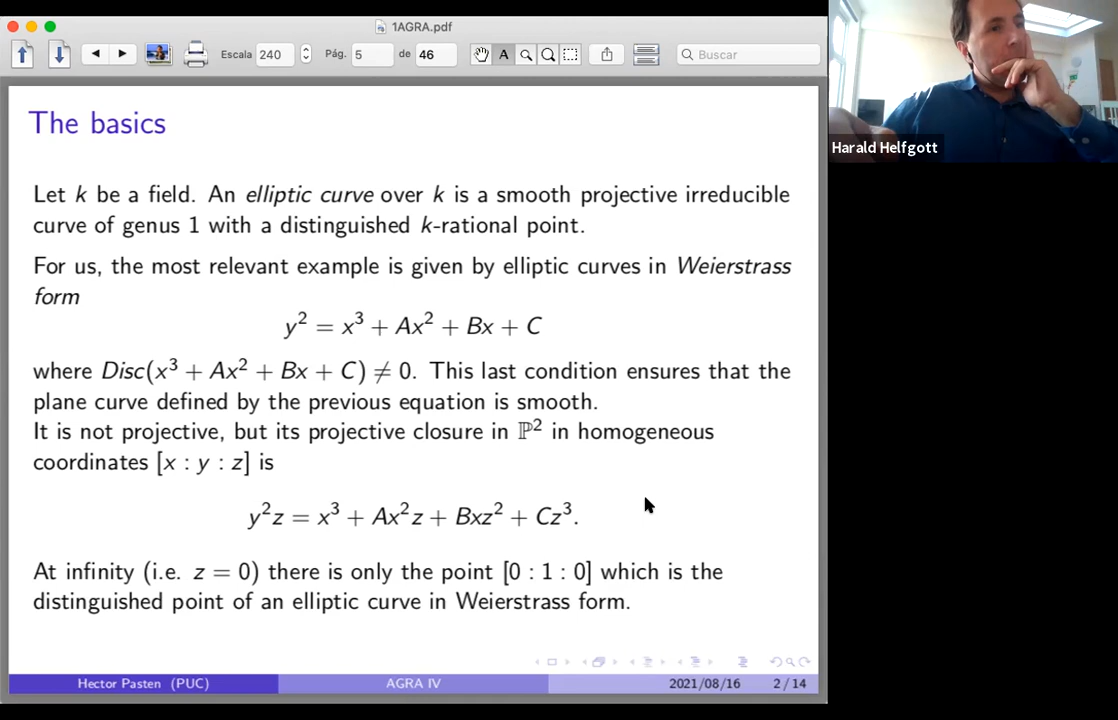 1AGRA.pdf
Escala 240 Pág. 5 de 46 A Buscar
The basics
Let k be a field. An elliptic curve over k is a smooth projective irreducible
curve of genus 1 with a distinguished k-rational point.
For us, the most relevant example is given by elliptic curves in Weierstrass
form
y² = x³ + Ax² + Bx + C
where Disc(x³ + Ax² + Bx + C) ≠ 0. This last condition ensures that the
plane curve defined by the previous equation is smooth.
It is not projective, but its projective closure in ℙ² in homogeneous
coordinates [x : y : z] is
y²z = x³ + Ax²z + Bxz² + Cz³.
At infinity (i.e. z = 0) there is only the point [0 : 1 : 0] which is the
distinguished point of an elliptic curve in Weierstrass form.
Hector Pasten (PUC) AGRA IV 2021/08/16 2 / 14
Harald Helfgott